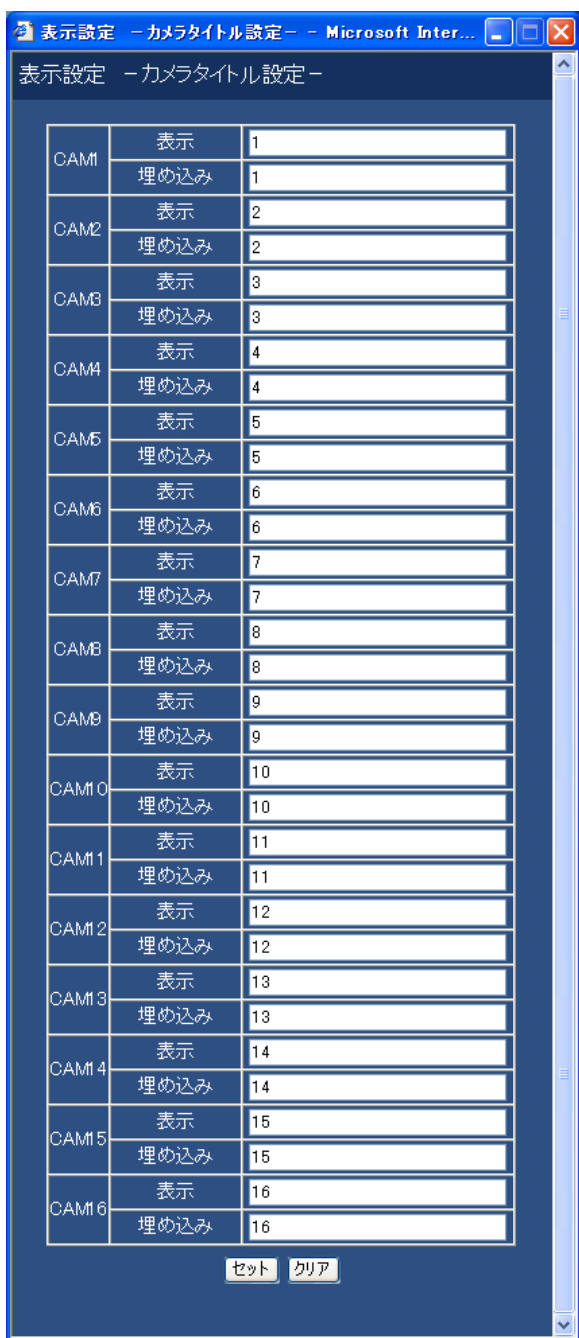 表示設定 －カメラタイトル設定－ - Microsoft Inter...
表示設定 －カメラタイトル設定－
CAM1
表示 1
埋め込み 1
CAM2
表示 2
埋め込み 2
CAM3
表示 3
埋め込み 3
CAM4
表示 4
埋め込み 4
CAM5
表示 5
埋め込み 5
CAM6
表示 6
埋め込み 6
CAM7
表示 7
埋め込み 7
CAM8
表示 8
埋め込み 8
CAM9
表示 9
埋め込み 9
CAM10
表示 10
埋め込み 10
CAM11
表示 11
埋め込み 11
CAM12
表示 12
埋め込み 12
CAM13
表示 13
埋め込み 13
CAM14
表示 14
埋め込み 14
CAM15
表示 15
埋め込み 15
CAM16
表示 16
埋め込み 16
セット クリア